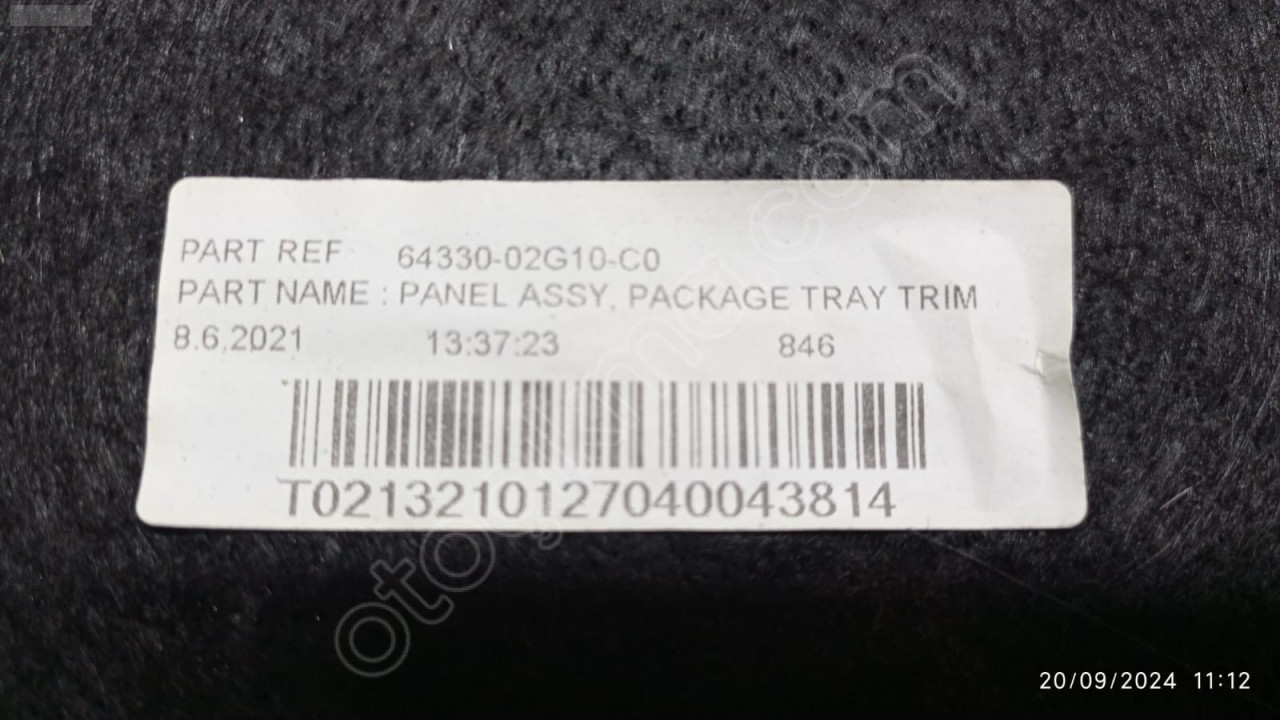 PART REF 64330-02G10-C0
PART NAME : PANEL ASSY, PACKAGE TRAY TRIM
8.6.2021 13:37:23 846
T0213210127040043814
20/09/2024 11:12